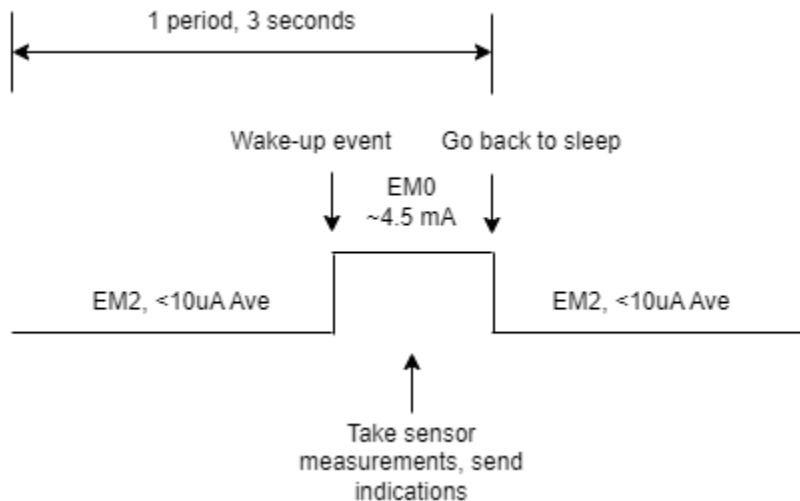 1 period, 3 seconds
Wake-up event
Go back to sleep
EM0
~4.5 mA
EM2, <10uA Ave
EM2, <10uA Ave
Take sensor
measurements, send
indications